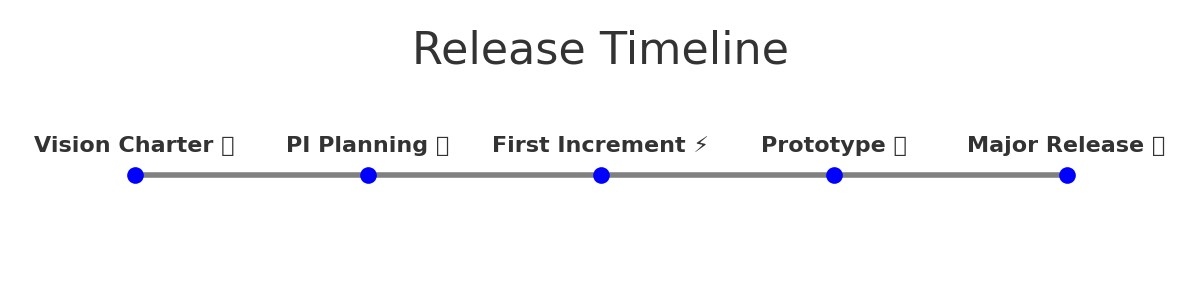 Release Timeline
Vision Charter
PI Planning
First Increment ⚡
Prototype
Major Release